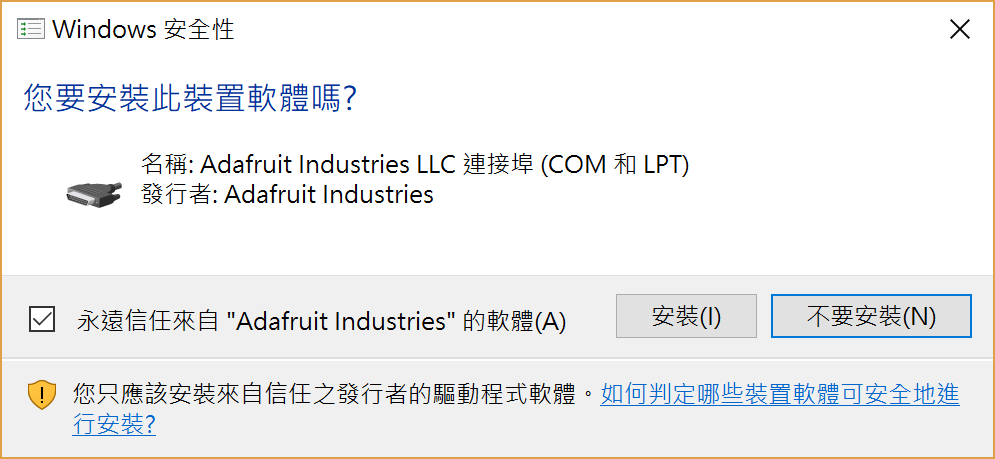 Windows 安全性
您要安裝此裝置軟體嗎?
名稱: Adafruit Industries LLC 連接埠 (COM 和 LPT)
發行者: Adafruit Industries
永遠信任來自 "Adafruit Industries" 的軟體(A)
安裝(I)
不要安裝(N)
您只應該安裝來自信任之發行者的驅動程式軟體。如何判定哪些裝置軟體可安全地進
行安裝?